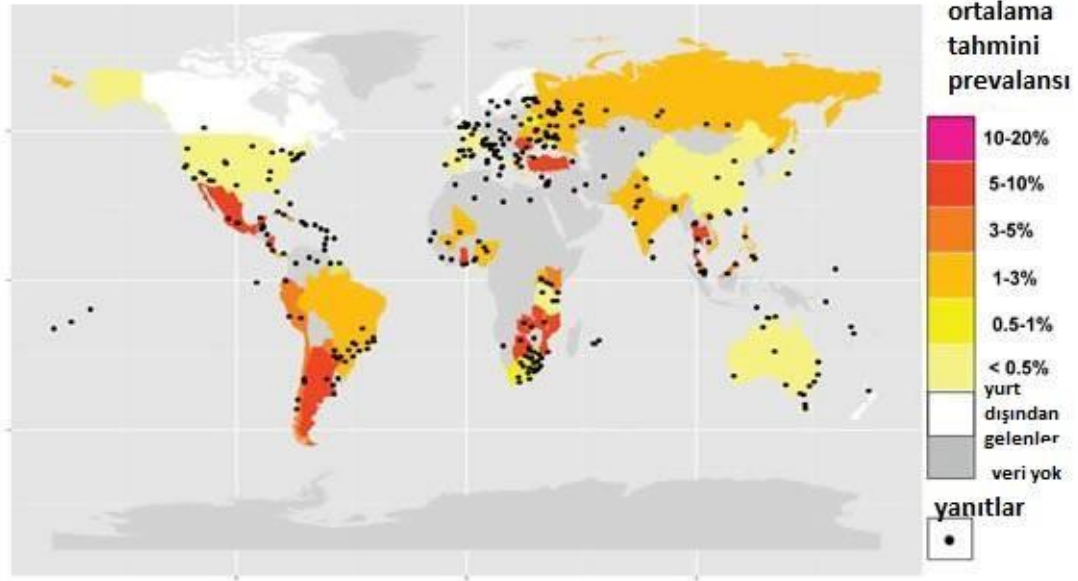 ortalama
tahmini
prevalansı
10-20%
5-10%
3-5%
1-3%
0.5-1%
< 0.5%
yurt
dışından
gelenler
veri yok
yanıtlar